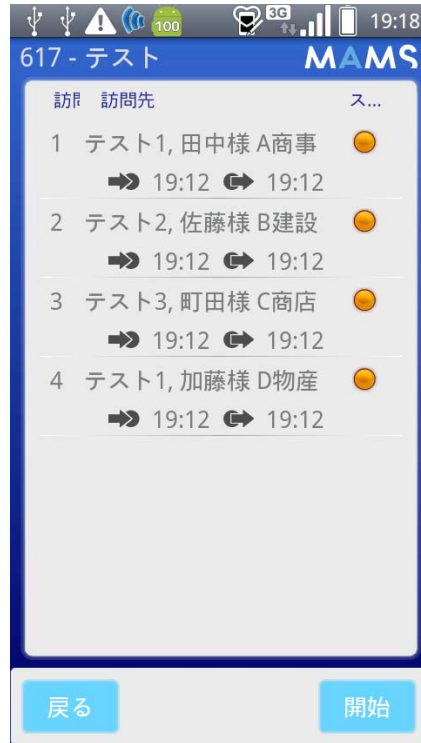 100 3G 19:18
617 - テスト MAMS
訪 訪問先 ス...
1 テスト1, 田中様 A商事
19:12 19:12
2 テスト2, 佐藤様 B建設
19:12 19:12
3 テスト3, 町田様 C商店
19:12 19:12
4 テスト1, 加藤様 D物産
19:12 19:12
戻る 開始